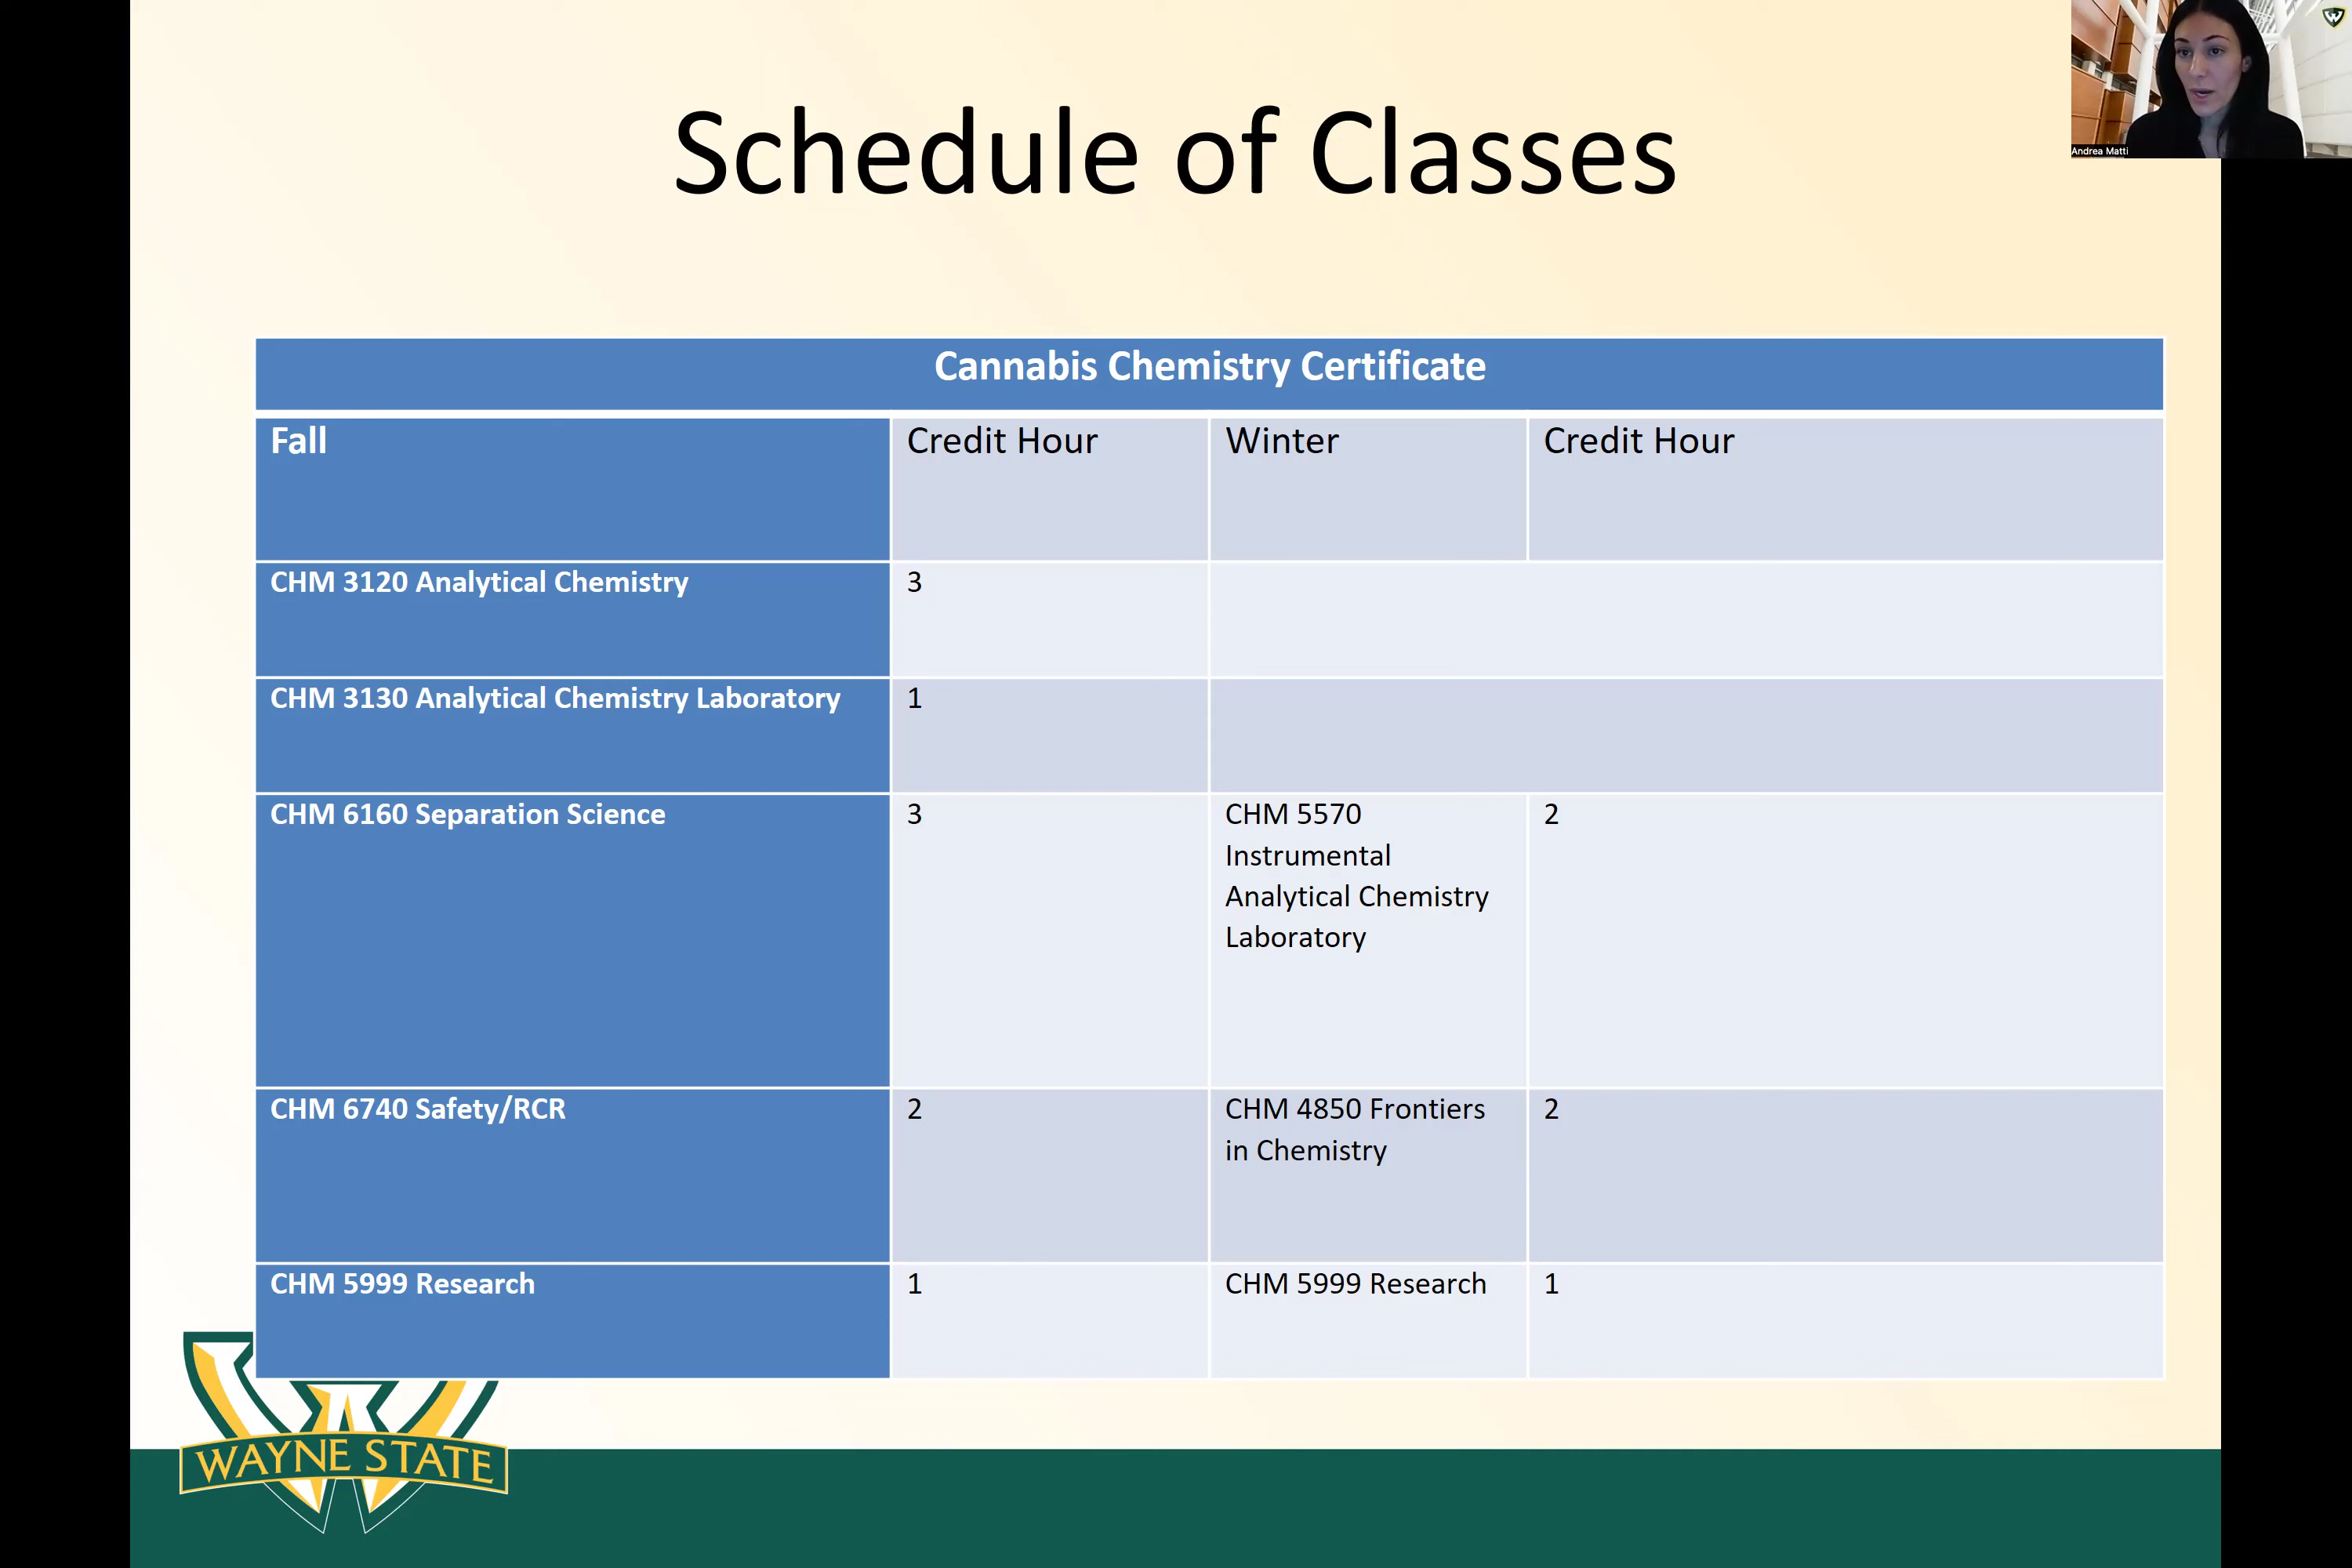 Schedule of Classes
Andrea Matti
Cannabis Chemistry Certificate
Fall
Credit Hour
Winter
Credit Hour
CHM 3120 Analytical Chemistry
3
CHM 3130 Analytical Chemistry Laboratory
1
CHM 6160 Separation Science
3
CHM 5570
Instrumental
Analytical Chemistry
Laboratory
2
CHM 6740 Safety/RCR
2
CHM 4850 Frontiers
in Chemistry
2
CHM 5999 Research
1
CHM 5999 Research
1
WAYNE STATE